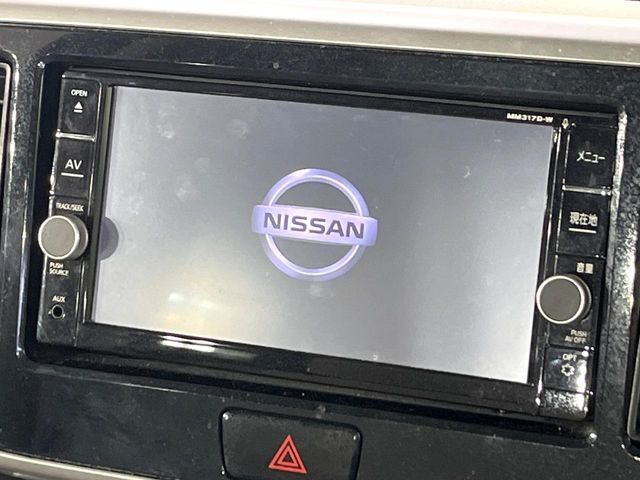 OPEN
MM317D-W
AV
メニュー
TRACK/SEEK
NISSAN
現在地
PUSH
SOURCE
音量
AUX
PUSH
AV OFF
OPT